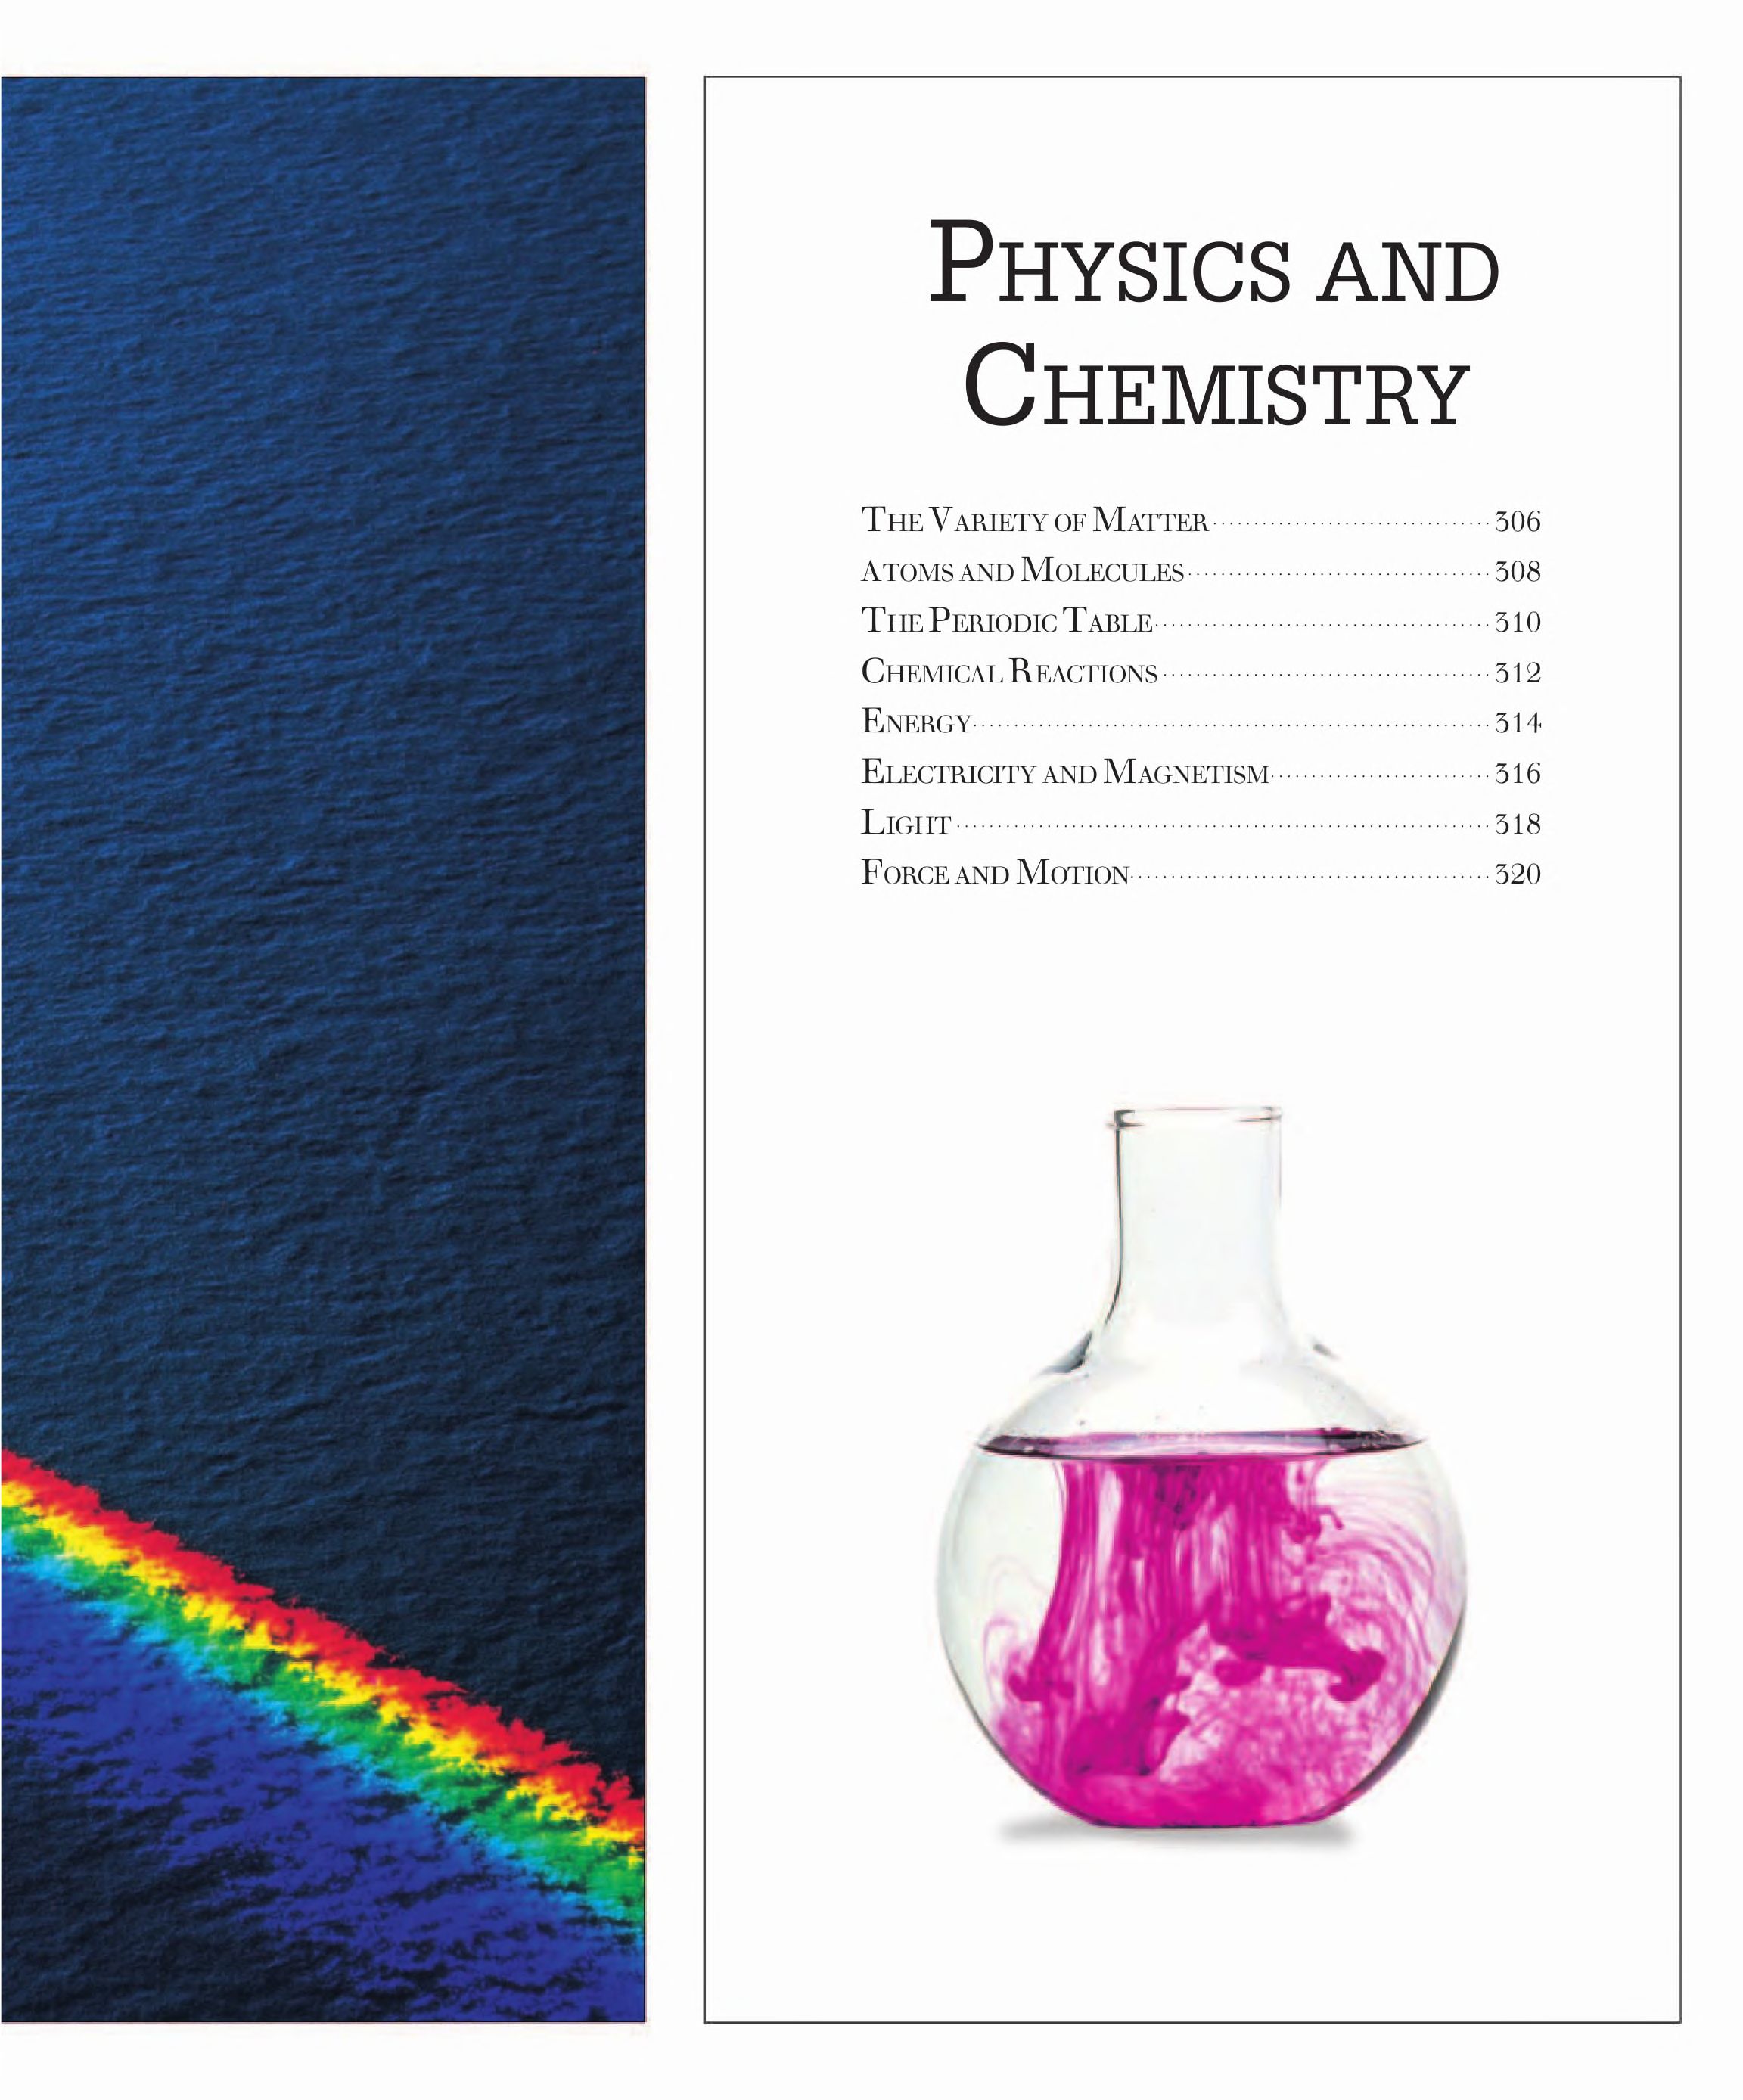 PHYSICS AND
CHEMISTRY
THE VARIETY OF MATTER 306
ATOMS AND MOLECULES 308
THE PERIODIC TABLE 310
CHEMICAL REACTIONS 312
ENERGY 314
ELECTRICITY AND MAGNETISM 316
LIGHT 318
FORCE AND MOTION 320